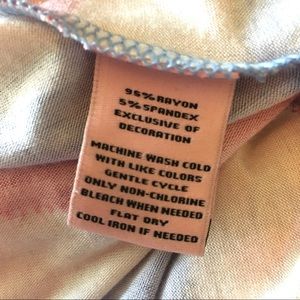 95% RAYON
5% SPANDEX
EXCLUSIVE OF
DECORATION
MACHINE WASH COLD
WITH LIKE COLORS
GENTLE CYCLE
ONLY NON-CHLORINE
BLEACH WHEN NEEDED
FLAT DRY
COOL IRON IF NEEDED